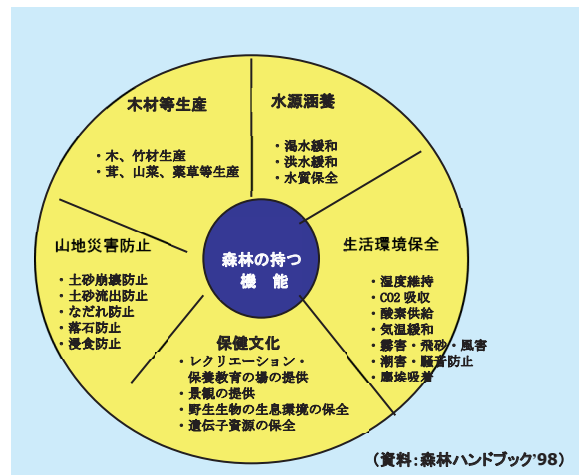 木材等生産
・木、竹材生産
・茸、山菜、薬草等生産
水源涵養
・渇水緩和
・洪水緩和
・水質保全
山地災害防止
・土砂崩壊防止
・土砂流出防止
・なだれ防止
・落石防止
・浸食防止
森林の持つ
機　能
生活環境保全
・湿度維持
・CO2 吸収
・酸素供給
・気温緩和
・霧害・飛砂・風害
・潮害・騒音防止
・塵埃吸着
保健文化
・レクリエーション・
保養教育の場の提供
・景観の提供
・野生生物の生息環境の保全
・遺伝子資源の保全
（資料：森林ハンドブック’98）